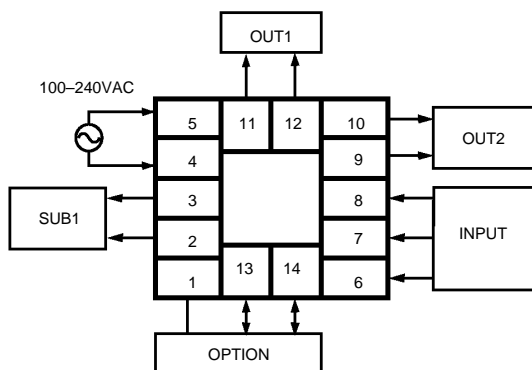 OUT1
100–240VAC
5 11 12 10
OUT2
4 9
3 8
SUB1
2 7 INPUT
1 13 14 6
OPTION